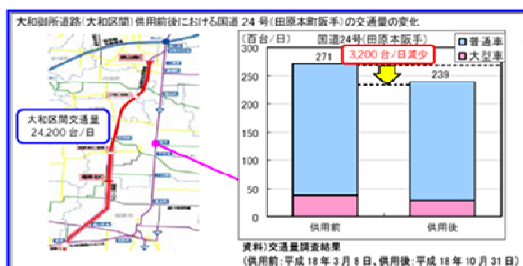 大和御所道路(大和区間)供用前後における国道24号(田原本町阪手)の交通量の変化
(百台/日)
国道24号(田原本町阪手)
3,200台/日減少
普通車
大型車
300
250
200
150
100
50
0
271
239
大和区間交通量
24,200台/日
供用前
供用後
資料)交通量調査結果
(供用前:平成18年3月8日、供用後:平成18年10月31日)